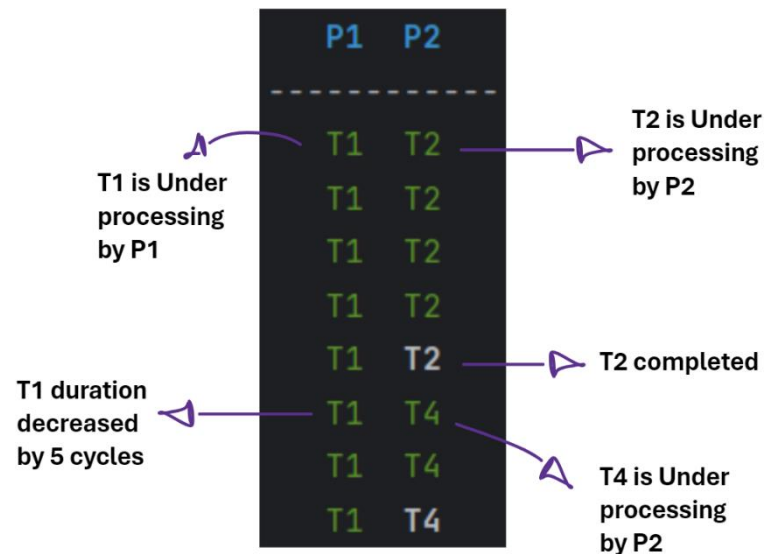 P1 P2
------------
T1 T2
T1 T2
T1 T2
T1 T2
T1 T2
T1 T4
T1 T4
T1 T4
T1 is Under
processing
by P1
T2 is Under
processing
by P2
T2 completed
T1 duration
decreased
by 5 cycles
T4 is Under
processing
by P2